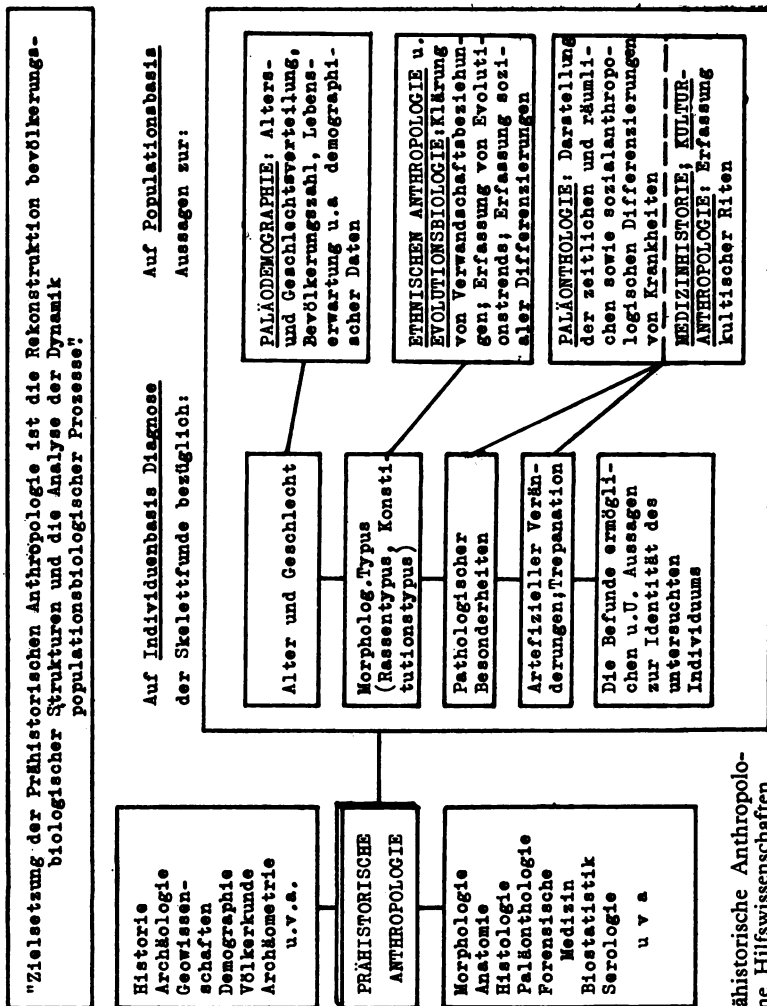 "Zielsetzung der Prähistorischen Anthropologie ist die Rekonstruktion bevölkerungs-
biologischer Strukturen und die Analyse der Dynamik
populationsbiologischer Prozesse"
Historie
Archäologie
Geowissen-
schaften
Demographie
Völkerkunde
Archäometrie
u.v.a.
PRÄHISTORISCHE
ANTHROPOLOGIE
Morphologie
Anatomie
Histologie
Paläonthologie
Forensische
Medizin
Biostatistik
Serologie
u v a
Auf Individuenbasis Diagnose
der Skelettfunde bezüglich:
Alter und Geschlecht
Morpholog.Typus
(Rassentypus, Konsti-
tutionstypus)
Pathologischer
Besonderheiten
Artefizieller Verän-
derungen;Trepanation
Die Befunde ermögli-
chen u.U. Aussagen
zur Identität des
untersuchten
Individuums
Auf Populationsbasis
Aussagen zur:
PALÄODEMOGRAPHIE: Alters-
und Geschlechtsverteilung,
Bevölkerungszahl, Lebens-
erwartung u.a demographi-
scher Daten
ETHNISCHEN ANTHROPOLOGIE u.
EVOLUTIONSBIOLOGIE:Klärung
von Verwandschaftsbeziehun-
gen; Erfassung von Evoluti-
onstrends; Erfassung sozi-
aler Differenzierungen
PALÄONTHOLOGIE: Darstellung
der zeitlichen und räumli-
chen sowie sozialanthropo-
logischen Differenzierungen
von Krankheiten
MEDIZINHISTORIE; KULTUR-
ANTHROPOLOGIE: Erfassung
kultischer Riten
ähistorische Anthropolo-
ne Hilfswissenschaften